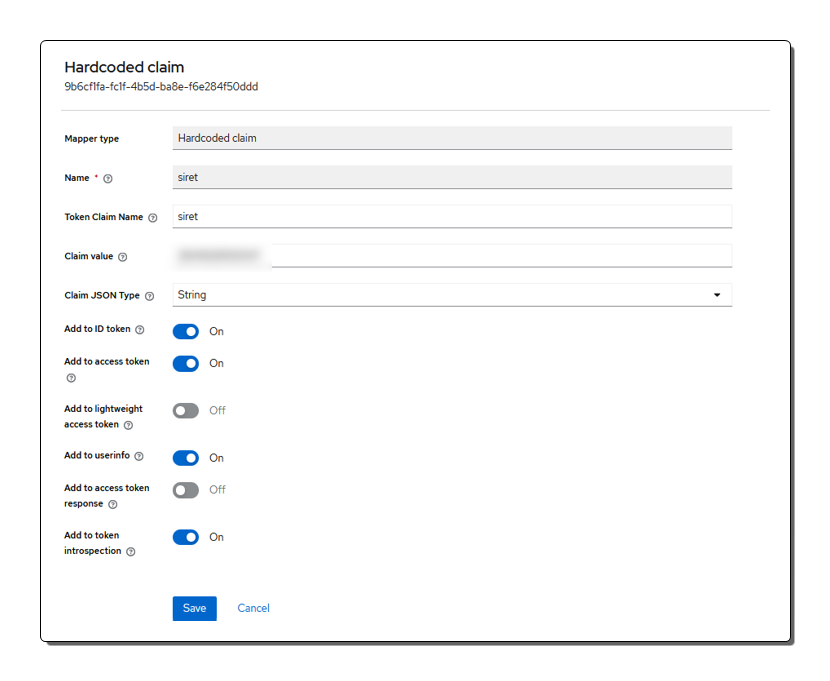 Hardcoded claim
9b6cf1fa-fc1f-4b5d-ba8e-f6e284f50ddd
Mapper type
Hardcoded claim
Name *
siret
Token Claim Name
siret
Claim value
Claim JSON Type
String
Add to ID token
On
Add to access token
On
Add to lightweight
access token
Off
Add to userinfo
On
Add to access token
response
Off
Add to token
introspection
On
Save
Cancel